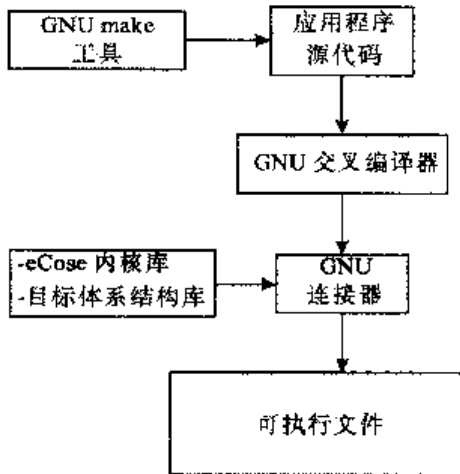 GNU make
工具
应用程序
源代码
GNU 交叉编译器
-eCose 内核库
-目标体系结构库
GNU
连接器
可执行文件